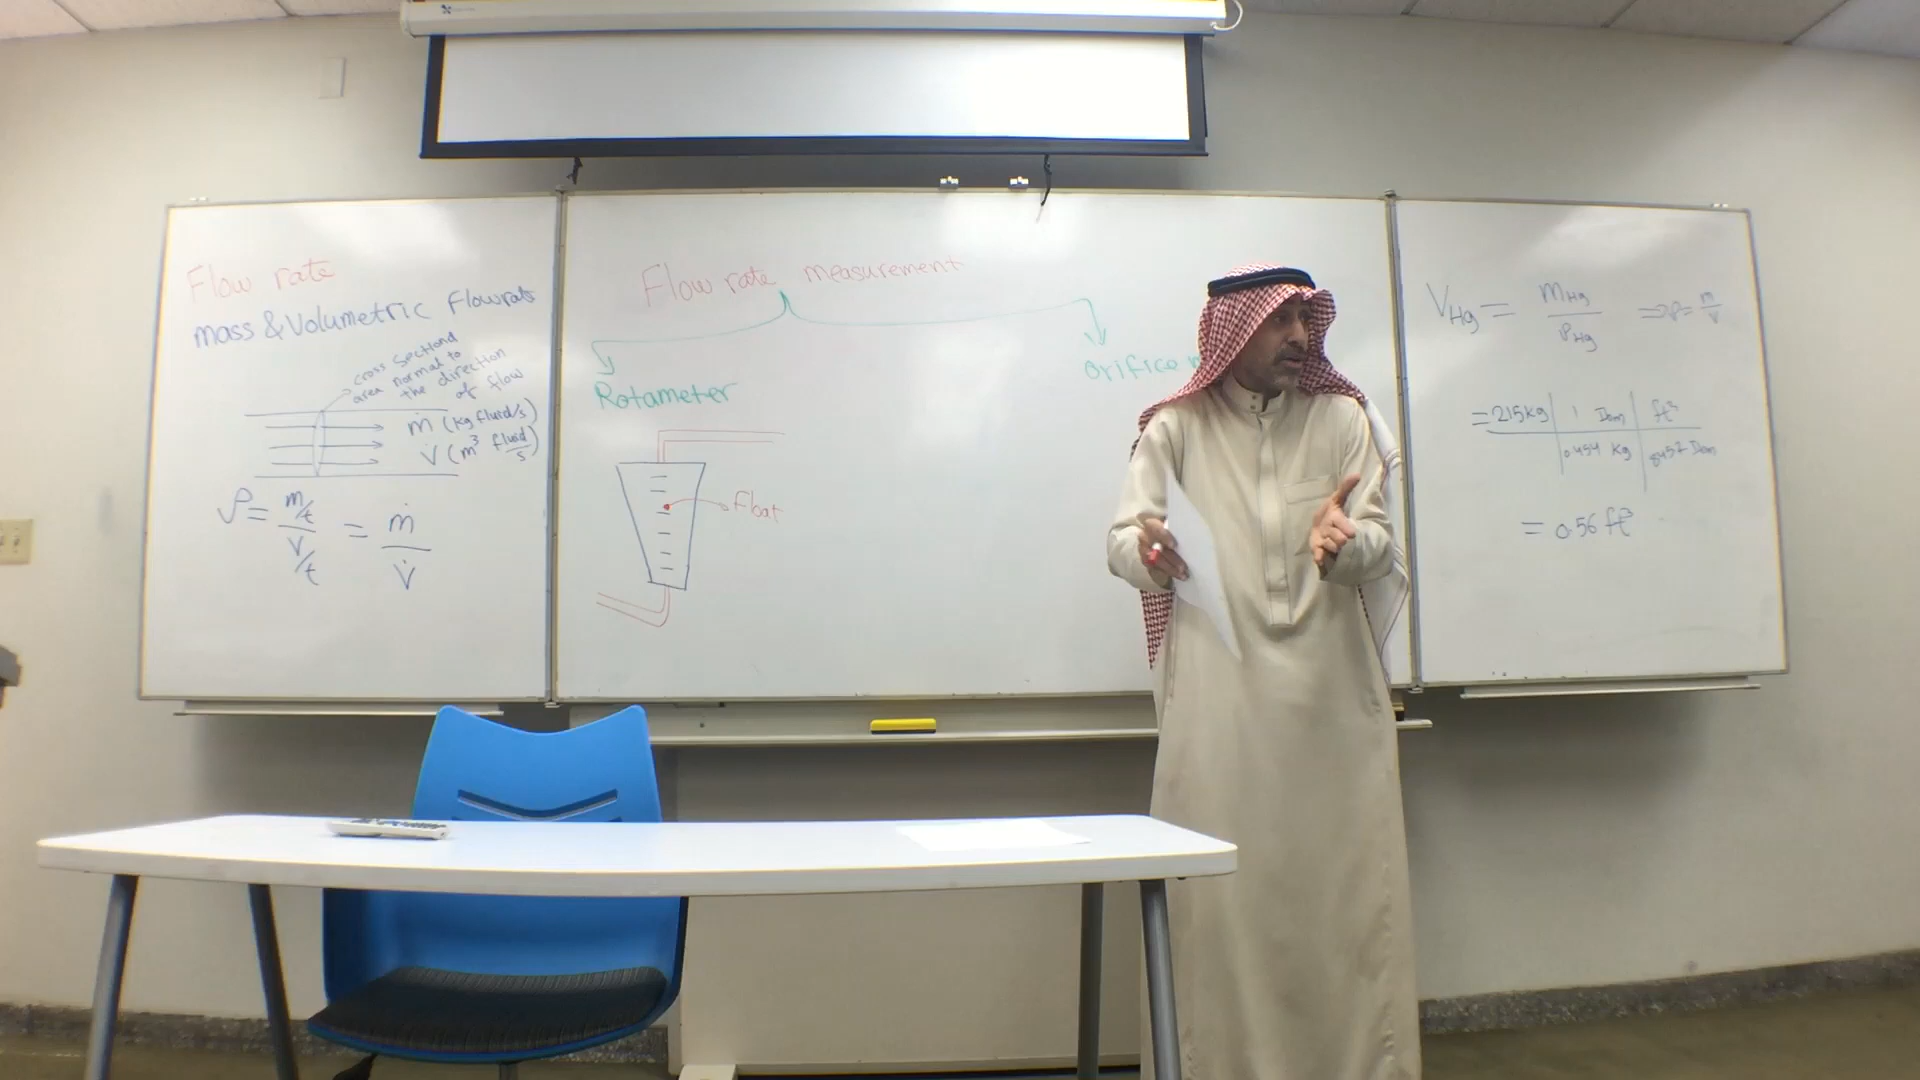 Flow rate
mass & Volumetric Flowrate
cross sectional
area normal to
the direction
of flow
ṁ (kg fluid/s)
V̇ (m³ fluid/s)
ρ = (m/t)/(V/t) = ṁ/V̇
Flow rate measurement
Rotameter
orifice
Float
V_Hg = m_Hg/ρ_Hg ⇒ ρ = m/V
= 215 kg | 1 lbm | ft³
0.454 kg | lbm
= 0.56 ft³